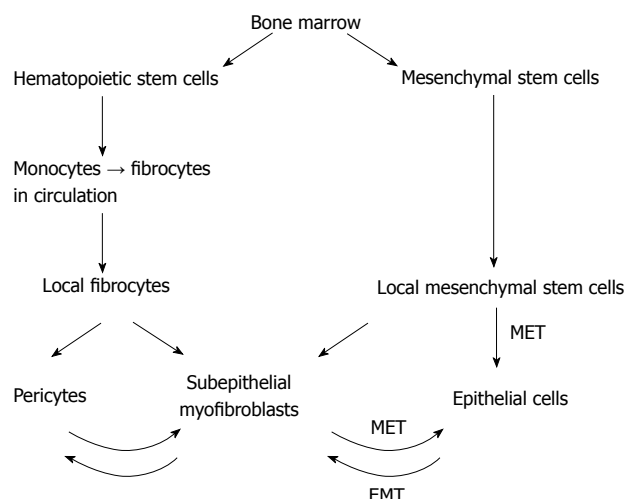 Bone marrow
Hematopoietic stem cells
Mesenchymal stem cells
Monocytes → fibrocytes
in circulation
Local fibrocytes
Local mesenchymal stem cells
MET
Pericytes
Subepithelial
myofibroblasts
Epithelial cells
MET
EMT